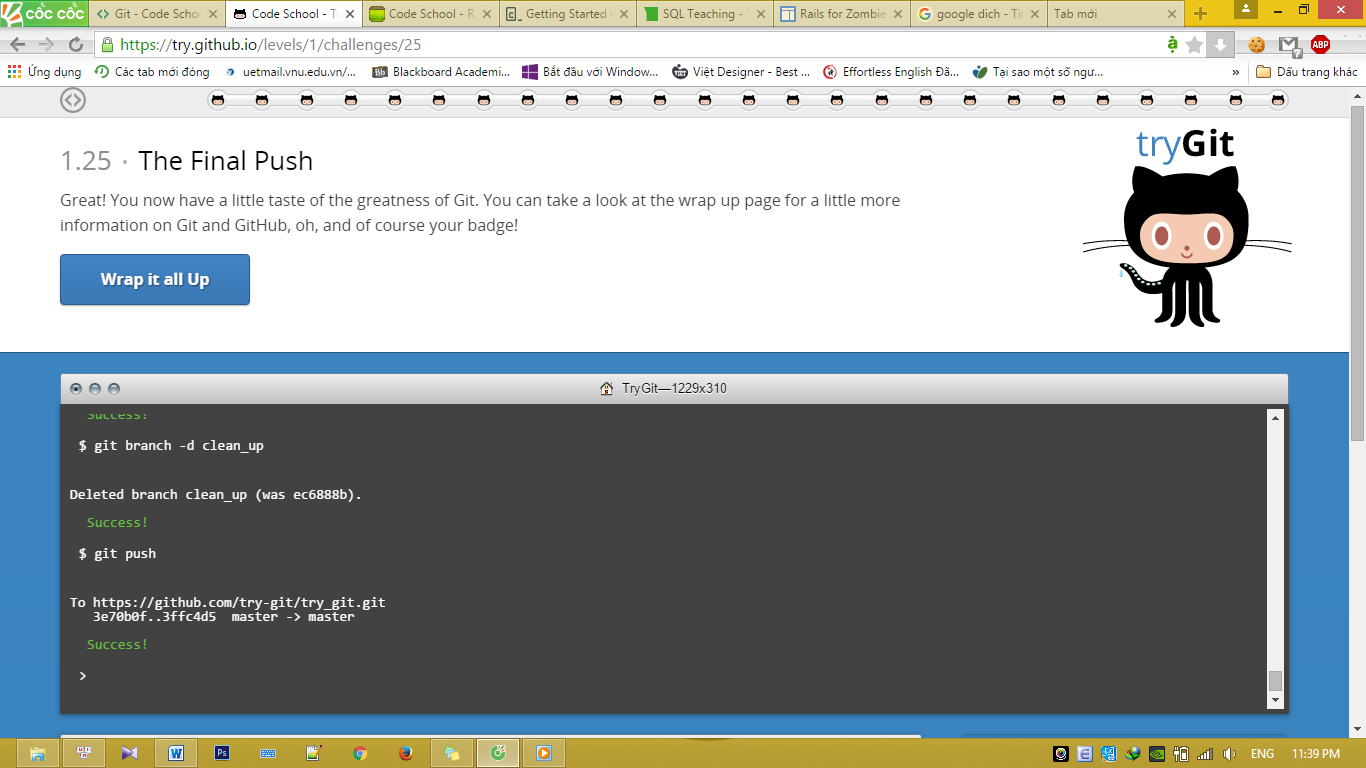 cốc cốc
Git - Code Schoo
Code School - T
Code School - R
Getting Started
SQL Teaching -
Rails for Zombie
google dich - Tì
Tab mới
https://try.github.io/levels/1/challenges/25
ABP
Ứng dụng
Các tab mới đóng
uetmail.vnu.edu.vn/...
Bb
Blackboard Academi...
Bắt đầu với Window...
Việt Designer - Best ...
Effortless English Đã...
Tại sao một số ngư...
»
Dấu trang khác
tryGit
1.25 · The Final Push
Great! You now have a little taste of the greatness of Git. You can take a look at the wrap up page for a little more
information on Git and GitHub, oh, and of course your badge!
Wrap it all Up
TryGit—1229x310
Success!
$ git branch -d clean_up
Deleted branch clean_up (was ec6888b).
Success!
$ git push
To https://github.com/try-git/try_git.git
3e70b0f..3ffc4d5 master -> master
Success!
>
W
Ps
ENG
11:39 PM